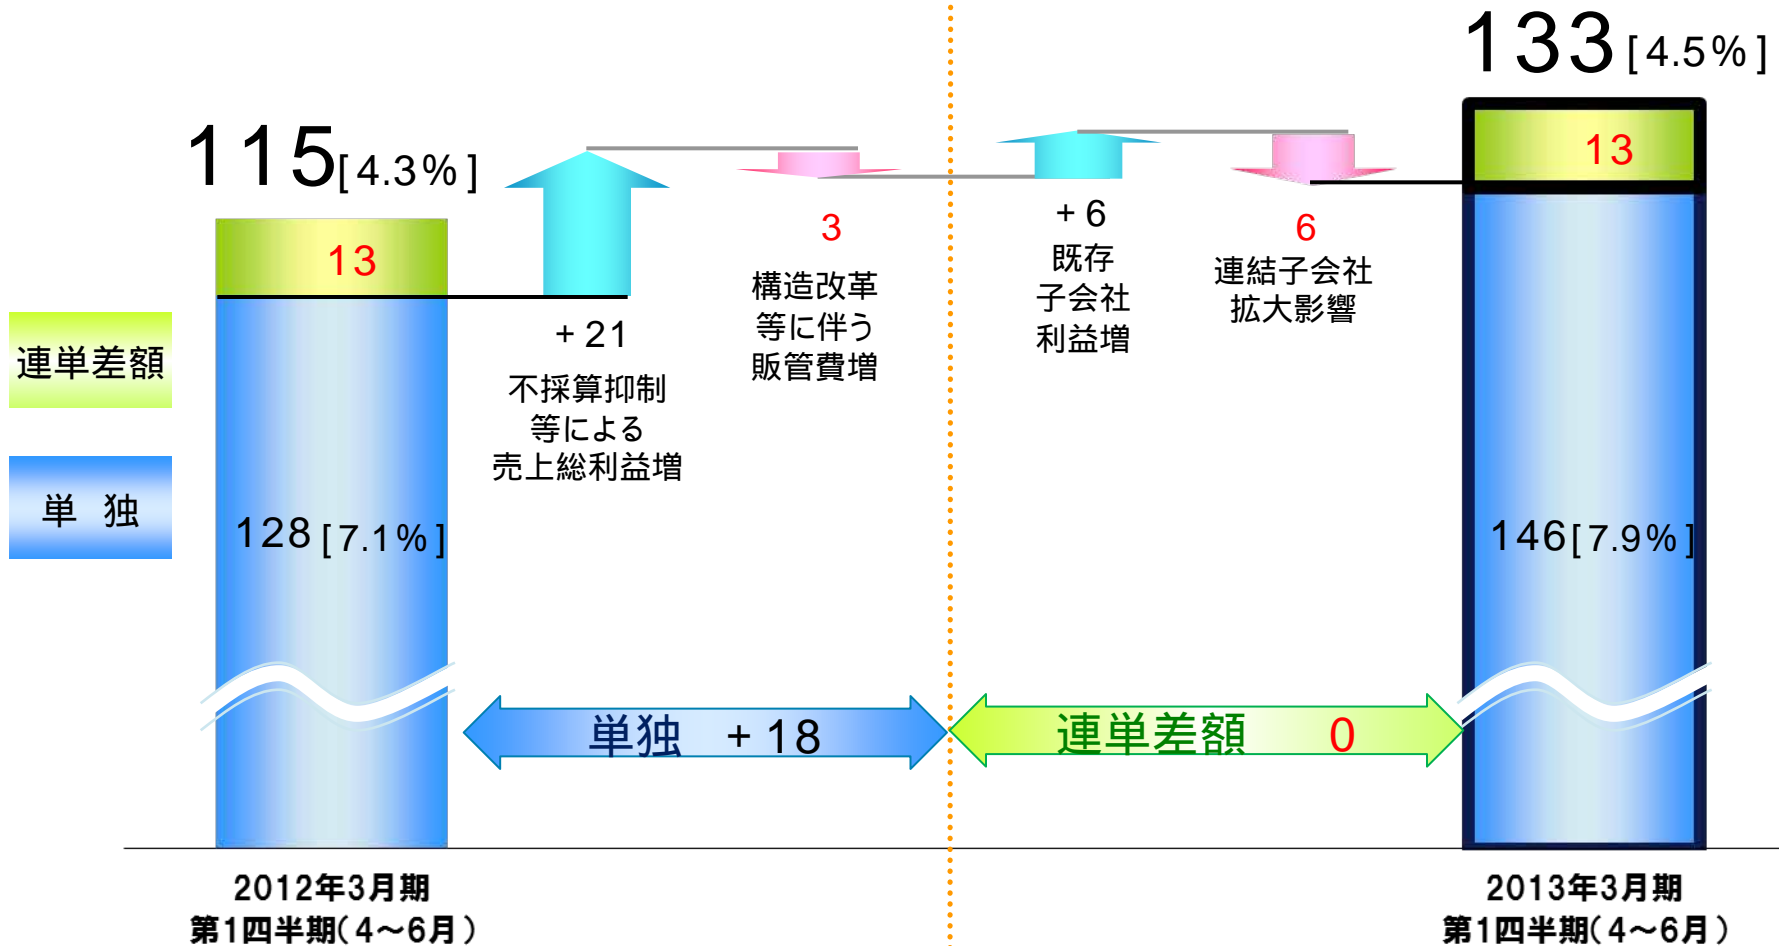 115[4.3%]
133[4.5%]
13
13
+6
既存
子会社
利益増
3
構造改革
等に伴う
販管費増
6
連結子会社
拡大影響
+21
不採算抑制
等による
売上総利益増
連単差額
単 独
128[7.1%]
146[7.9%]
単独 +18
連単差額 0
2012年3月期
第1四半期(4～6月)
2013年3月期
第1四半期(4～6月)